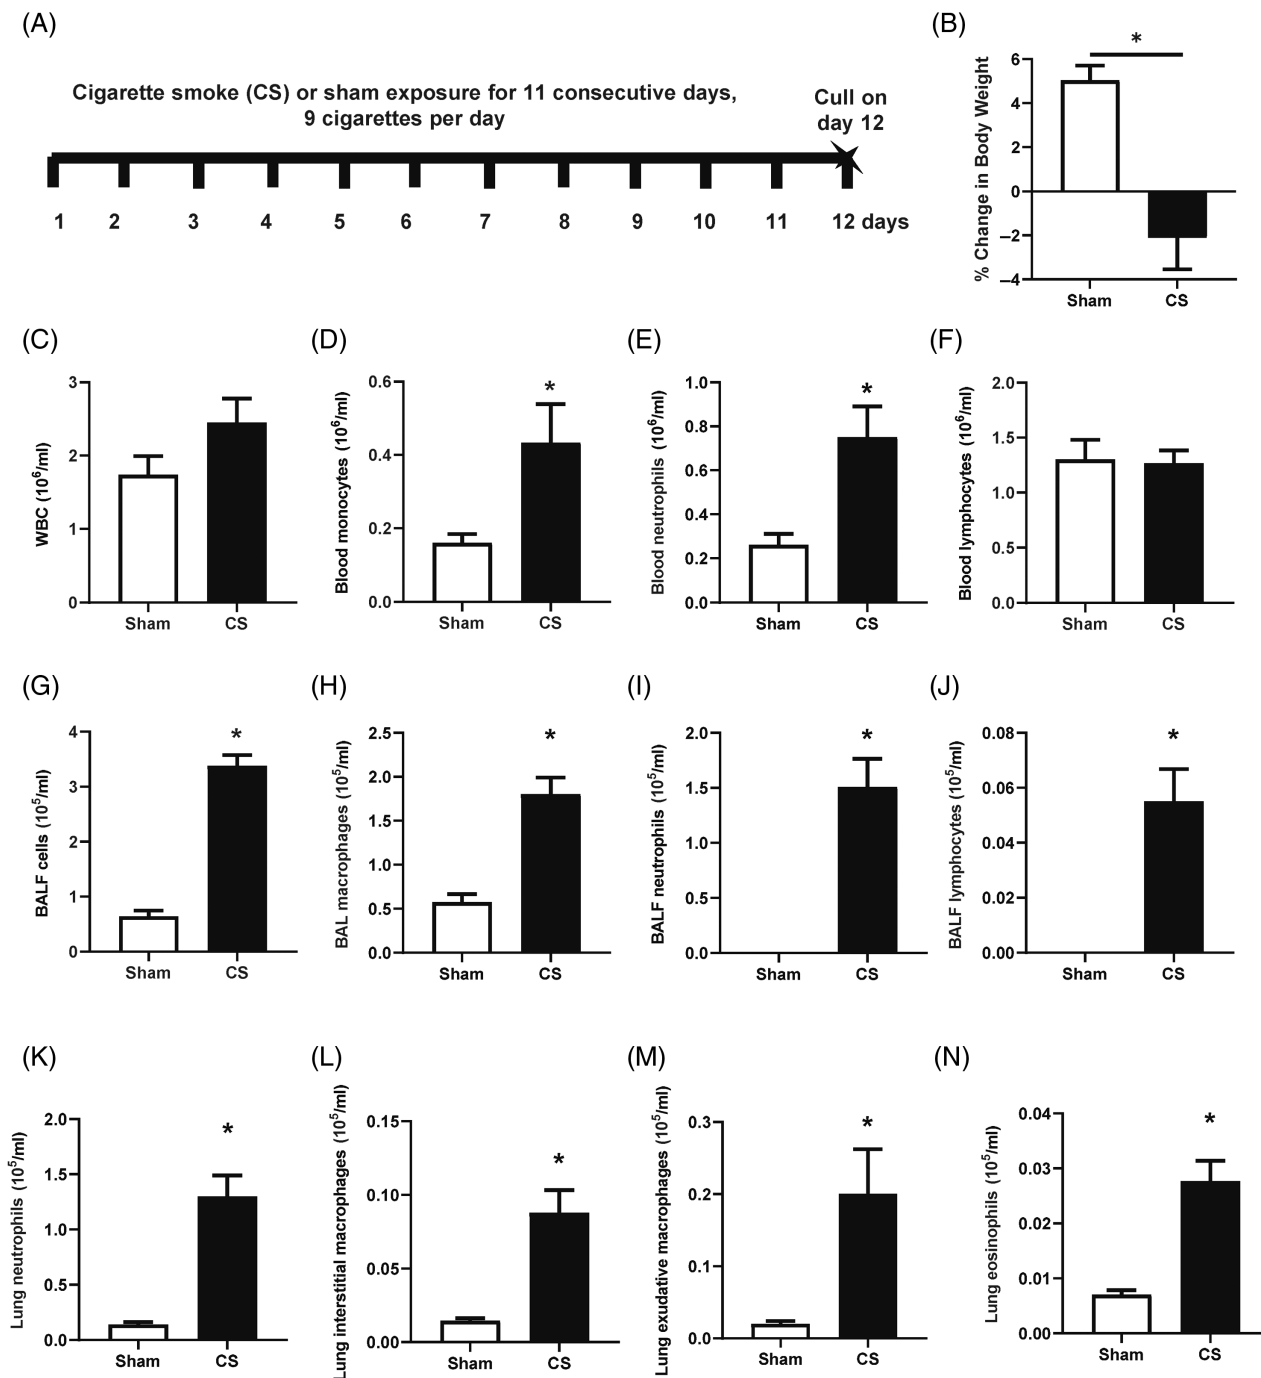 (A)
Cigarette smoke (CS) or sham exposure for 11 consecutive days,
9 cigarettes per day
Cull on
day 12
1 2 3 4 5 6 7 8 9 10 11 12 days
(B)
% Change in Body Weight
6
4
2
0
–2
–4
*
Sham CS
(C)
WBC (10⁶/ml)
3
2
1
0
Sham CS
(D)
Blood monocytes (10⁶/ml)
0.6
0.4
0.2
0.0
*
Sham CS
(E)
Blood neutrophils (10⁶/ml)
1.0
0.8
0.6
0.4
0.2
0.0
*
Sham CS
(F)
Blood lymphocytes (10⁶/ml)
2.0
1.5
1.0
0.5
0.0
Sham CS
(G)
BALF cells (10⁵/ml)
4
3
2
1
0
*
Sham CS
(H)
BAL macrophages (10⁵/ml)
2.5
2.0
1.5
1.0
0.5
0.0
*
Sham CS
(I)
BALF neutrophils (10⁵/ml)
2.0
1.5
1.0
0.5
0.0
*
Sham CS
(J)
BALF lymphocytes (10⁵/ml)
0.08
0.06
0.04
0.02
0.00
*
Sham CS
(K)
Lung neutrophils (10⁵/ml)
2.0
1.5
1.0
0.5
0.0
*
Sham CS
(L)
Lung interstitial macrophages (10⁵/ml)
0.15
0.10
0.05
0.00
*
Sham CS
(M)
Lung exudative macrophages (10⁵/ml)
0.3
0.2
0.1
0.0
*
Sham CS
(N)
Lung eosinophils (10⁵/ml)
0.04
0.03
0.02
0.01
0.00
*
Sham CS